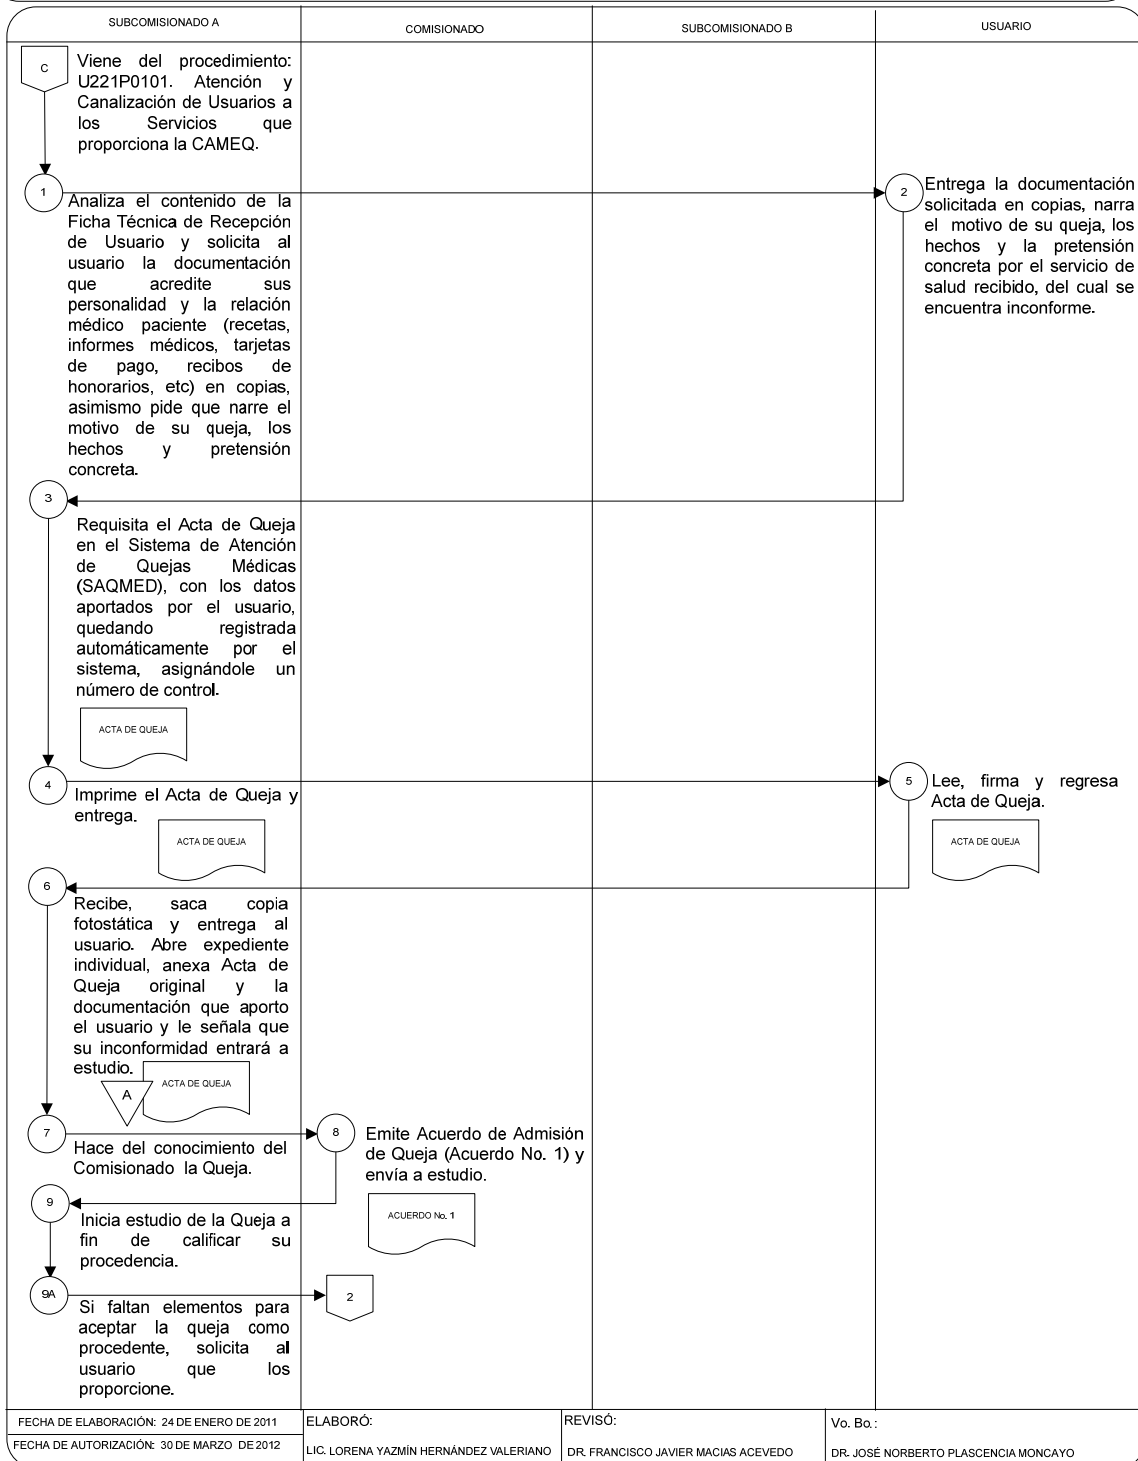 SUBCOMISIONADO A
COMISIONADO
SUBCOMISIONADO B
USUARIO
C
Viene del procedimiento:
U221P0101. Atención y
Canalización de Usuarios a
los Servicios que
proporciona la CAMEQ.
1
Analiza el contenido de la
Ficha Técnica de Recepción
de Usuario y solicita al
usuario la documentación
que acredite sus
personalidad y la relación
médico paciente (recetas,
informes médicos, tarjetas
de pago, recibos de
honorarios, etc) en copias,
asimismo pide que narre el
motivo de su queja, los
hechos y pretensión
concreta.
2
Entrega la documentación
solicitada en copias, narra
el motivo de su queja, los
hechos y la pretensión
concreta por el servicio de
salud recibido, del cual se
encuentra inconforme.
3
Requisita el Acta de Queja
en el Sistema de Atención
de Quejas Médicas
(SAQMED), con los datos
aportados por el usuario,
quedando registrada
automáticamente por el
sistema, asignándole un
número de control.
ACTA DE QUEJA
4
Imprime el Acta de Queja y
entrega.
ACTA DE QUEJA
5
Lee, firma y regresa
Acta de Queja.
ACTA DE QUEJA
6
Recibe, saca copia
fotostática y entrega al
usuario. Abre expediente
individual, anexa Acta de
Queja original y la
documentación que aporto
el usuario y le señala que
su inconformidad entrará a
estudio.
A
ACTA DE QUEJA
7
Hace del conocimiento del
Comisionado la Queja.
8
Emite Acuerdo de Admisión
de Queja (Acuerdo No. 1) y
envía a estudio.
ACUERDO No. 1
9
Inicia estudio de la Queja a
fin de calificar su
procedencia.
9A
Si faltan elementos para
aceptar la queja como
procedente, solicita al
usuario que los
proporcione.
2
FECHA DE ELABORACIÓN: 24 DE ENERO DE 2011
FECHA DE AUTORIZACIÓN: 30 DE MARZO DE 2012
ELABORÓ:
LIC. LORENA YAZMÍN HERNÁNDEZ VALERIANO
REVISÓ:
DR. FRANCISCO JAVIER MACIAS ACEVEDO
Vo. Bo.:
DR. JOSÉ NORBERTO PLASCENCIA MONCAYO